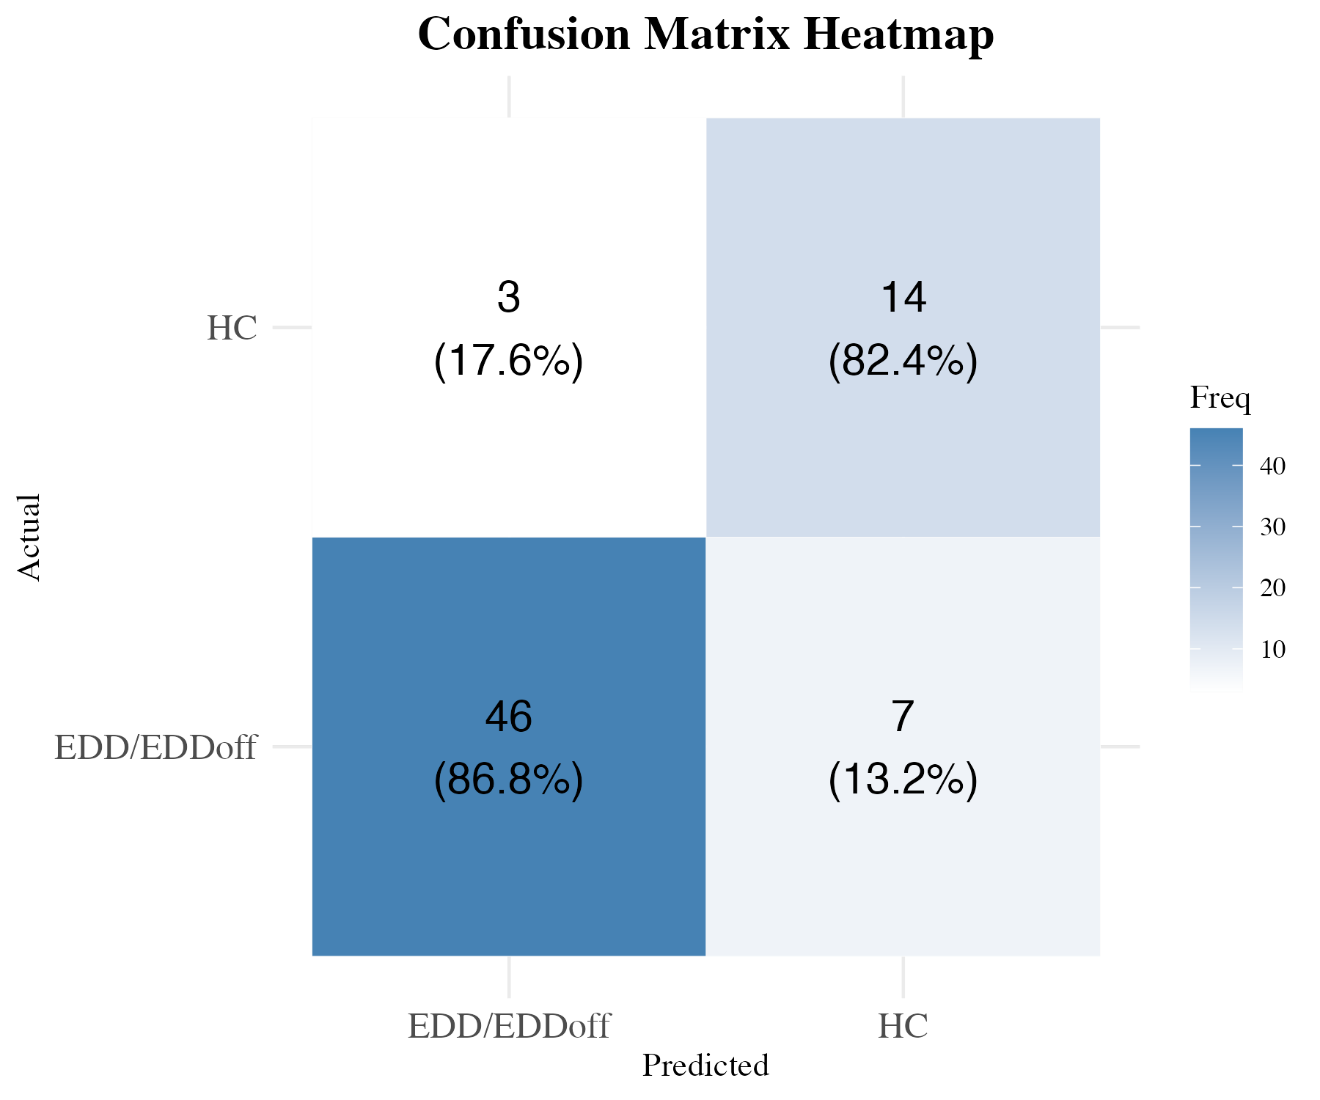 Confusion Matrix Heatmap
3
(17.6%)
14
(82.4%)
HC
Freq
40
30
20
10
Actual
46
(86.8%)
7
(13.2%)
EDD/EDDoff
EDD/EDDoff
HC
Predicted